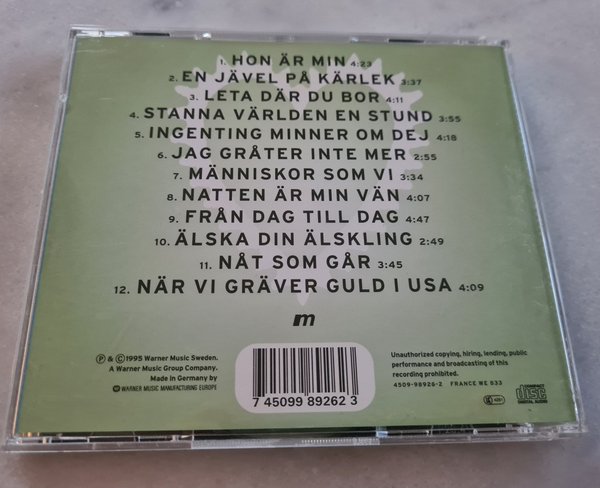 1. HON ÄR MIN 4:23
2. EN JÄVEL PÅ KÄRLEK 3:37
3. LETA DÄR DU BOR 4:11
4. STANNA VÄRLDEN EN STUND 3:55
5. INGENTING MINNER OM DEJ 4:18
6. JAG GRÅTER INTE MER 2:55
7. MÄNNISKOR SOM VI 3:34
8. NATTEN ÄR MIN VÄN 4:07
9. FRÅN DAG TILL DAG 4:47
10. ÄLSKA DIN ÄLSKLING 2:49
11. NÅT SOM GÅR 3:45
12. NÄR VI GRÄVER GULD I USA 4:09
m
℗ & © 1995 Warner Music Sweden.
A Warner Music Group Company.
Made in Germany by
WARNER MUSIC MANUFACTURING EUROPE
7 45099 89262 3
Unauthorized copying, hiring, lending, public
performance and broadcasting of this
recording prohibited.
4509-98926-2 FRANCE WE 833
COMPACT
disc
DIGITAL AUDIO